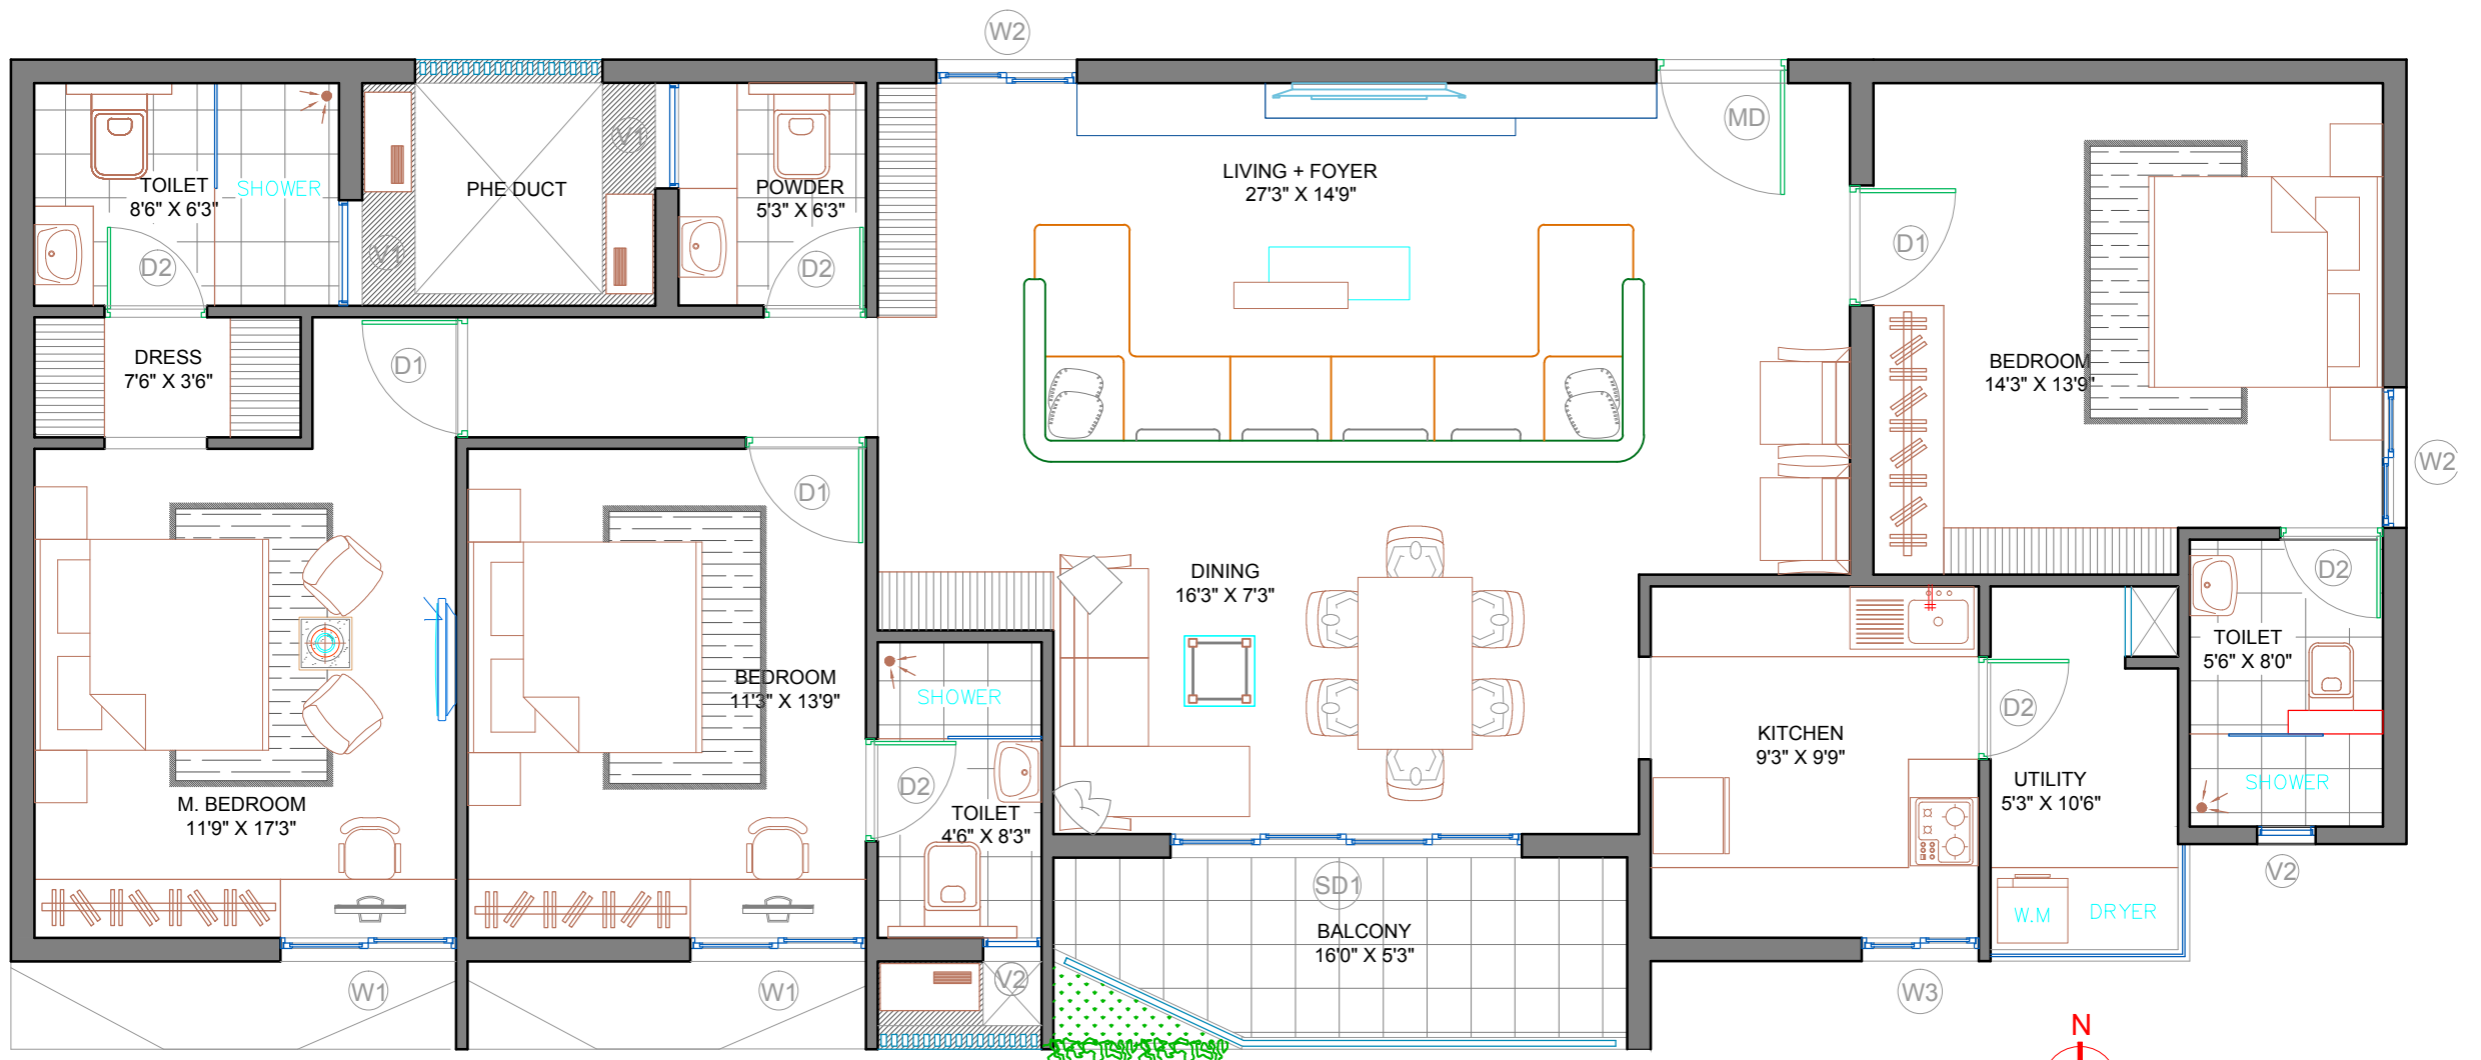 W2
MD
TOILET
8'6" X 6'3"
SHOWER
D2
V1
PHE DUCT
V1
POWDER
5'3" X 6'3"
D2
LIVING + FOYER
27'3" X 14'9"
D1
BEDROOM
14'3" X 13'9"
W2
DRESS
7'6" X 3'6"
D1
D1
M. BEDROOM
11'9" X 17'3"
BEDROOM
11'3" X 13'9"
SHOWER
D2
TOILET
4'6" X 8'3"
DINING
16'3" X 7'3"
KITCHEN
9'3" X 9'9"
D2
UTILITY
5'3" X 10'6"
D2
TOILET
5'6" X 8'0"
SHOWER
V2
W.M
DRYER
SD1
BALCONY
16'0" X 5'3"
W1
W1
V2
W3
N